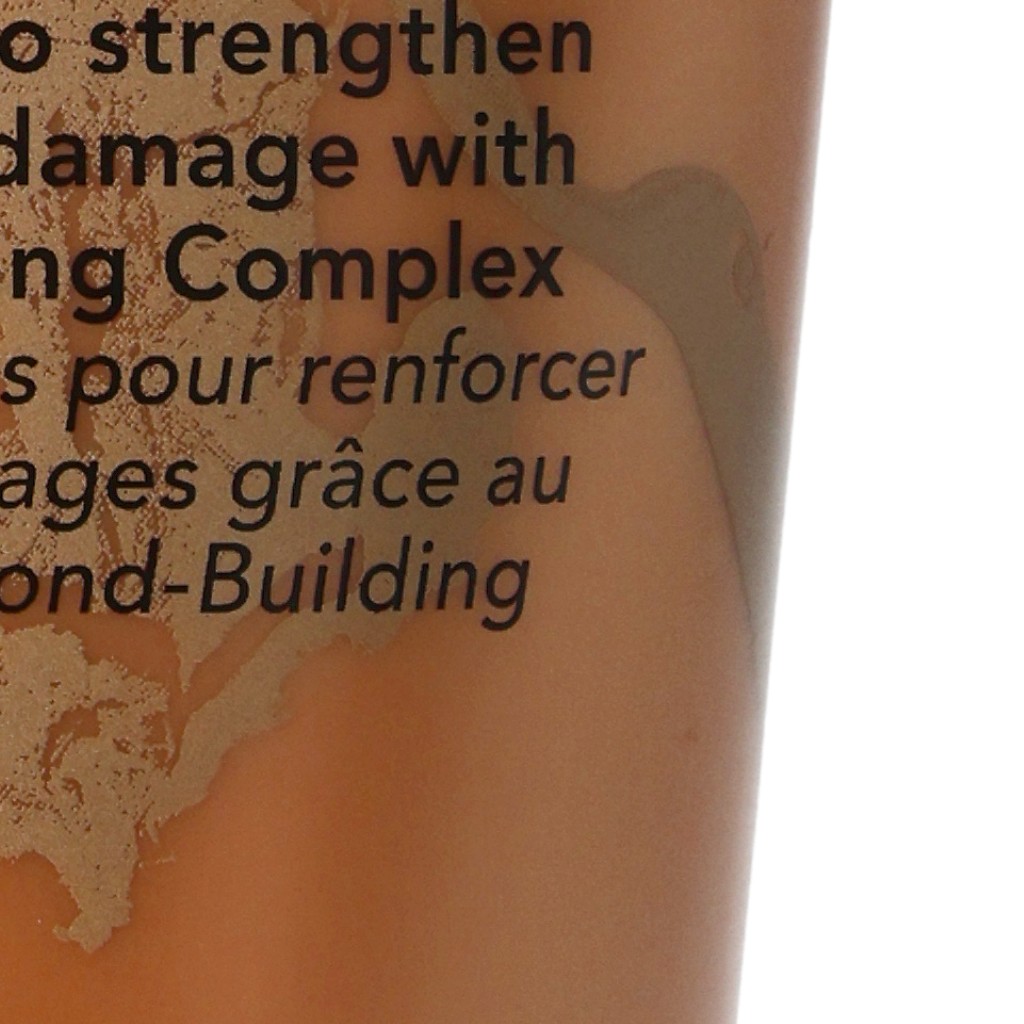 o strengthen
damage with
ng Complex
s pour renforcer
ages grâce au
ond-Building